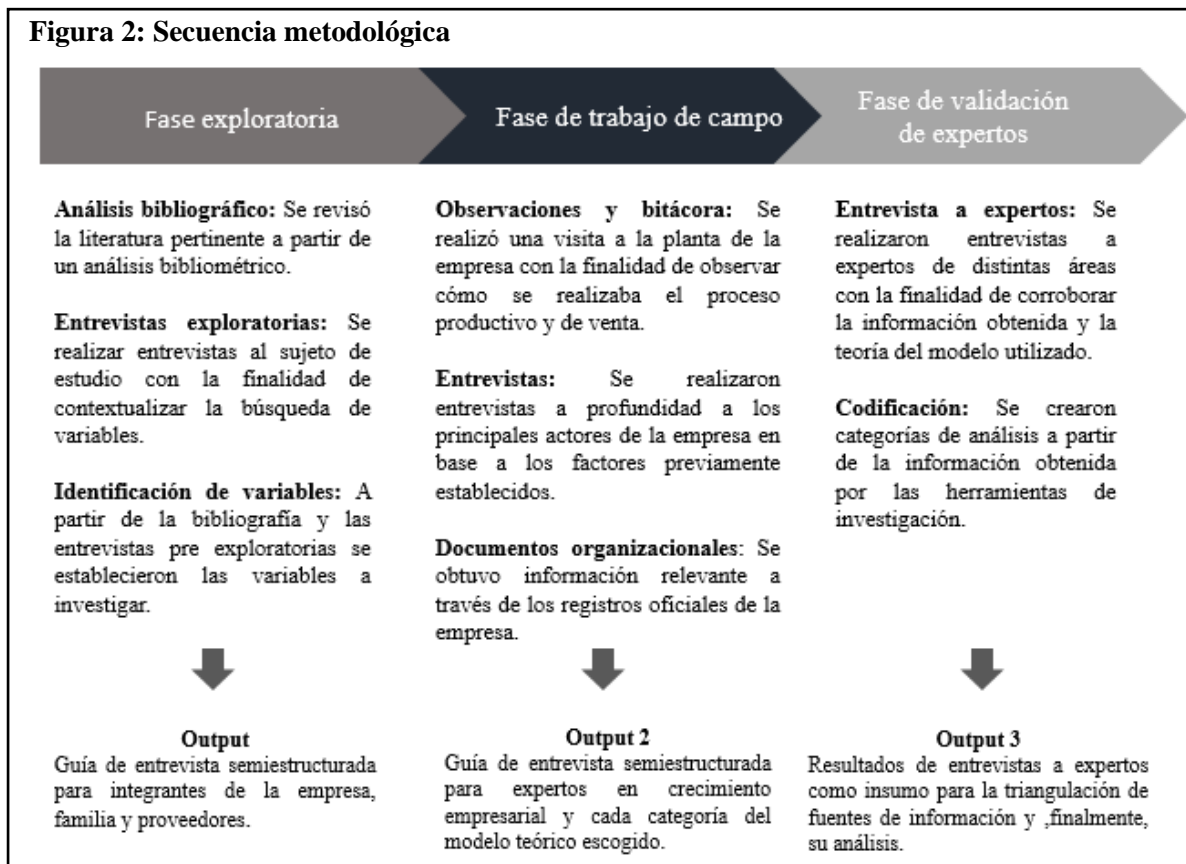 Figura 2: Secuencia metodológica
Fase exploratoria
Fase de trabajo de campo
Fase de validación
de expertos
Análisis bibliográfico: Se revisó
la literatura pertinente a partir de
un análisis bibliométrico.
Entrevistas exploratorias: Se
realizar entrevistas al sujeto de
estudio con la finalidad de
contextualizar la búsqueda de
variables.
Identificación de variables: A
partir de la bibliografía y las
entrevistas pre exploratorias se
establecieron las variables a
investigar.
Output
Guía de entrevista semiestructurada
para integrantes de la empresa,
familia y proveedores.
Observaciones y bitácora: Se
realizó una visita a la planta de la
empresa con la finalidad de observar
cómo se realizaba el proceso
productivo y de venta.
Entrevistas: Se realizaron
entrevistas a profundidad a los
principales actores de la empresa en
base a los factores previamente
establecidos.
Documentos organizacionales: Se
obtuvo información relevante a
través de los registros oficiales de la
empresa.
Output 2
Guía de entrevista semiestructurada
para expertos en crecimiento
empresarial y cada categoría del
modelo teórico escogido.
Entrevista a expertos: Se
realizaron entrevistas a
expertos de distintas áreas
con la finalidad de corroborar
la información obtenida y la
teoría del modelo utilizado.
Codificación: Se crearon
categorías de análisis a partir
de la información obtenida
por las herramientas de
investigación.
Output 3
Resultados de entrevistas a expertos
como insumo para la triangulación de
fuentes de información y ,finalmente,
su análisis.